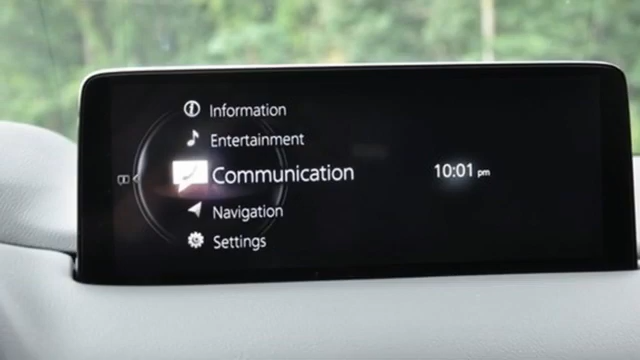 Information
Entertainment
Communication
10:01 pm
Navigation
Settings